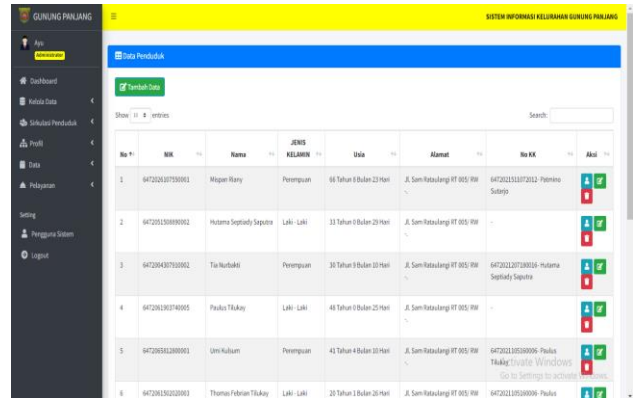 GUNUNG PANJANG
SISTEM INFORMASI KELURAHAN GUNUNG PANJANG
Ayu
Administrator
Data Penduduk
Dashboard
Tambah Data
Kelola Data
Show entries
Search:
Sirkulasi Penduduk
Profil
Data
Pelayanan
Setting
Pengguna Sistem
Logout
No NIK Nama JENIS KELAMIN Usia Alamat No KK Aksi
1 6472026107550001 Mispan Riany Perempuan 66 Tahun 8 Bulan 23 Hari Jl. Sam Ratulangi RT 005/ RW
-. 6472021511072012- Patmino
Sutarjo
2 Hutama Septiady Saputra Laki - Laki 33 Tahun 0 Bulan 29 Hari Jl. Sam Ratulangi RT 005/ RW
-. -
3 6472004307910002 Tia Nurbakti Perempuan 30 Tahun 9 Bulan 10 Hari Jl. Sam Ratulangi RT 005/ RW
-. 6472021207180016- Hutama
Septiady Saputra
4 6472061903740005 Paulus Tilukay Laki - Laki 48 Tahun 0 Bulan 25 Hari Jl. Sam Ratulangi RT 005/ RW
-. -
5 6472065812800001 Umi Kulsum Perempuan 41 Tahun 4 Bulan 10 Hari Jl. Sam Ratulangi RT 005/ RW
-. 6472021105160006- Paulus
Tilukay
Activate Windows
Go to Settings to activate Windows.
6 6472061502020003 Thomas Febrian Tilukay Laki - Laki 20 Tahun 1 Bulan 26 Hari Jl. Sam Ratulangi RT 005/ RW 6472021105160006- Paulus